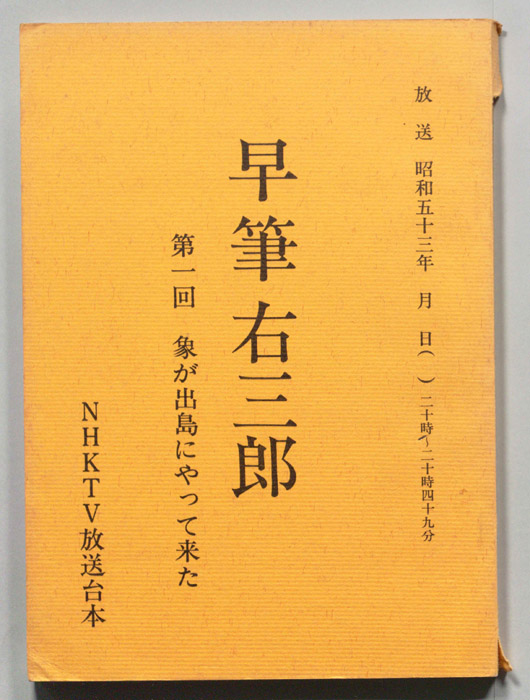 放送 昭和五十三年 月 日( )二十時~二十時四十九分
早筆右三郎
第一回 象が出島にやって来た
NHKTV放送台本